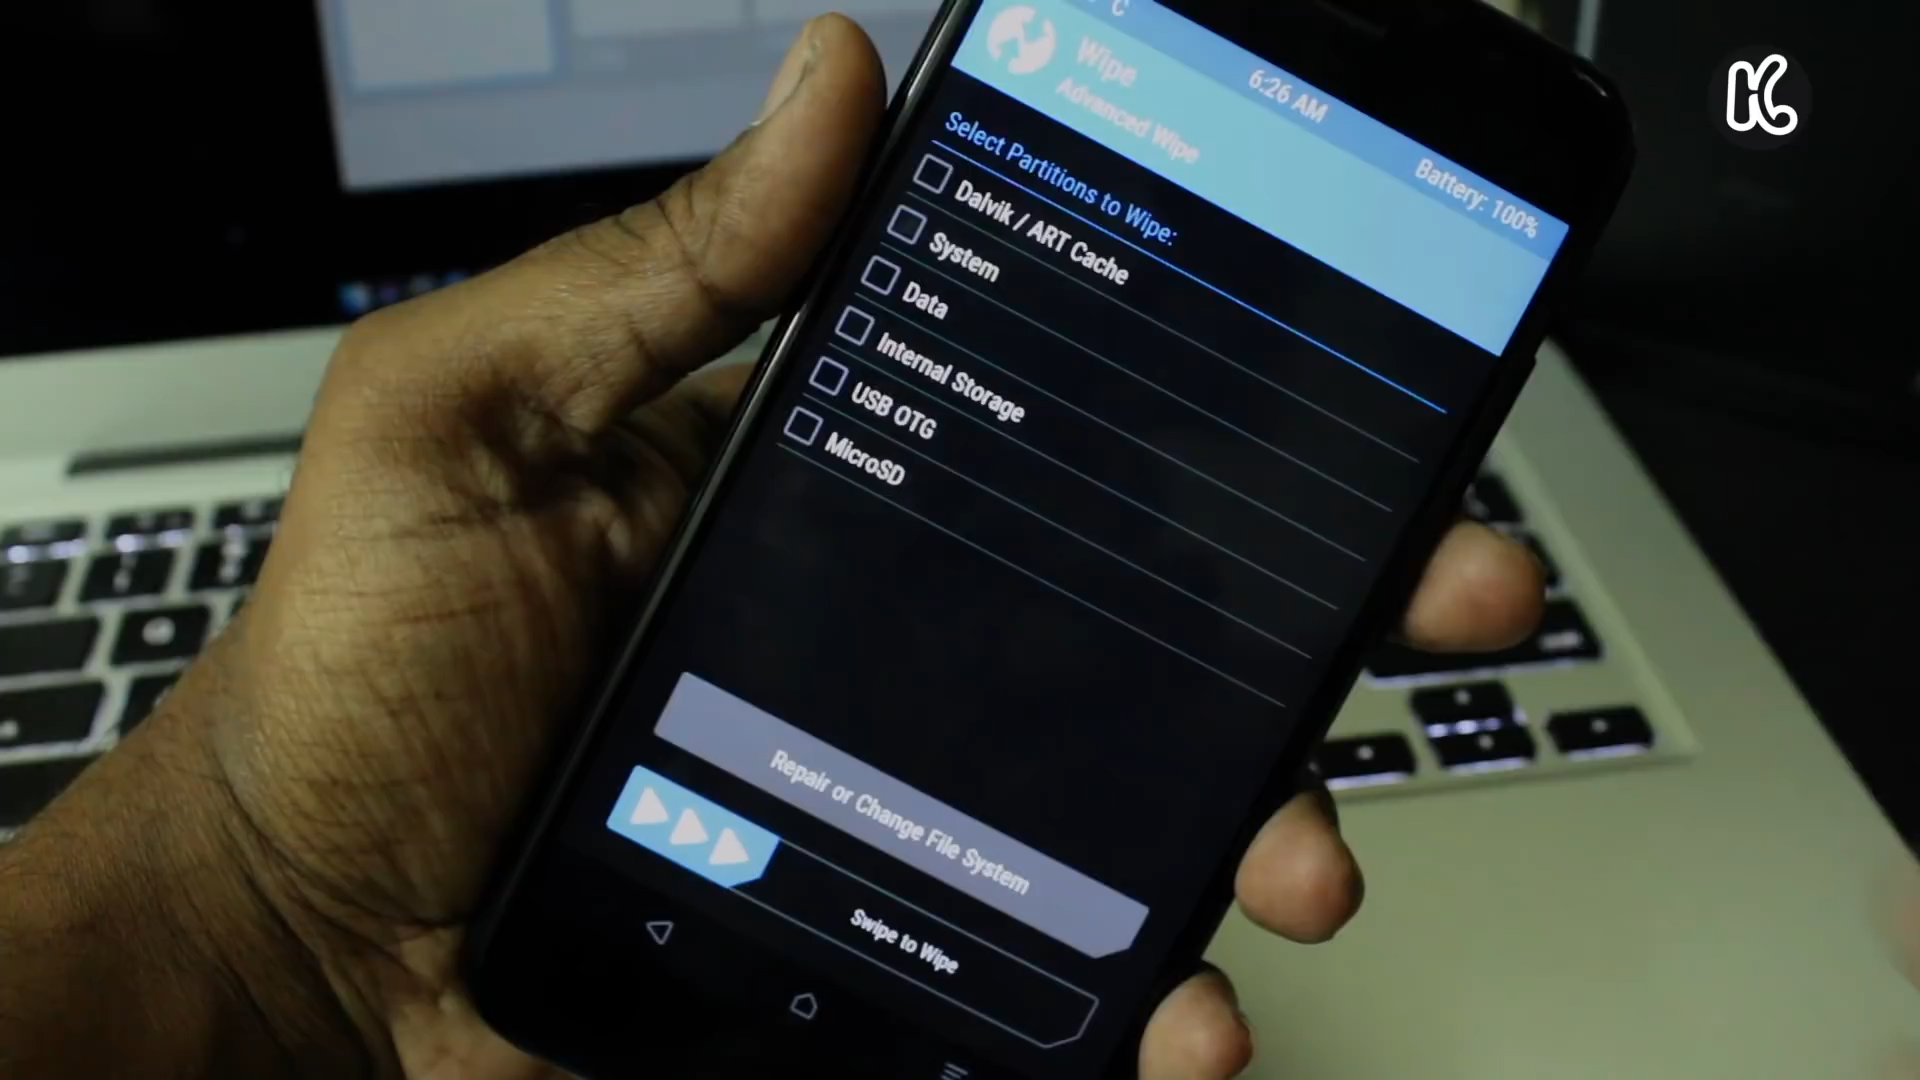 C
6:26 AM
Battery: 100%
Wipe
Advanced Wipe
Select Partitions to Wipe:
Dalvik / ART Cache
System
Data
Internal Storage
USB OTG
MicroSD
Repair or Change File System
Swipe to Wipe